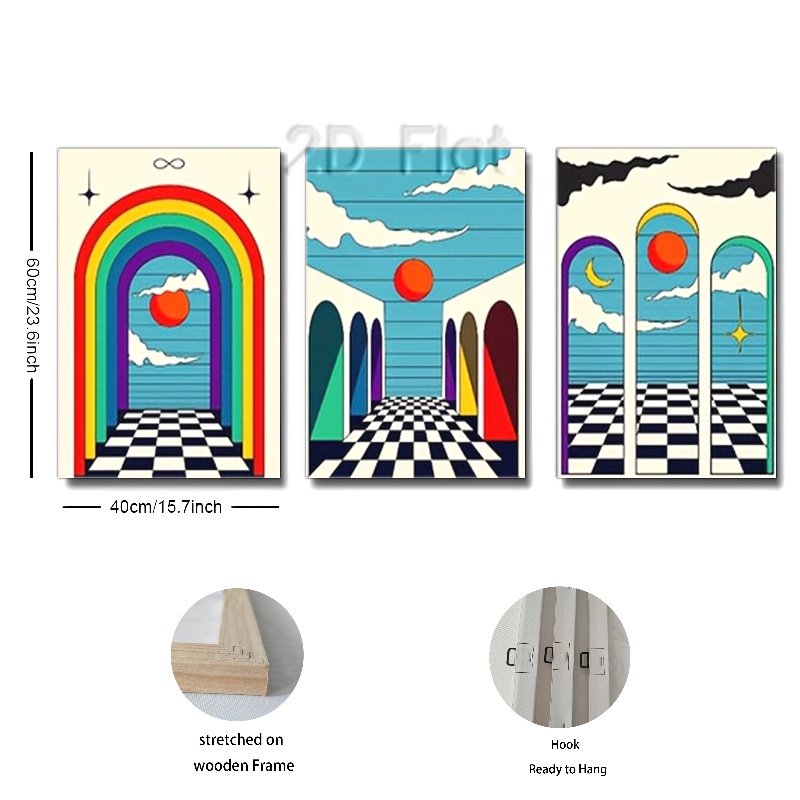 2D Flat
60cm/23.6inch
40cm/15.7inch
stretched on
wooden Frame
Hook
Ready to Hang